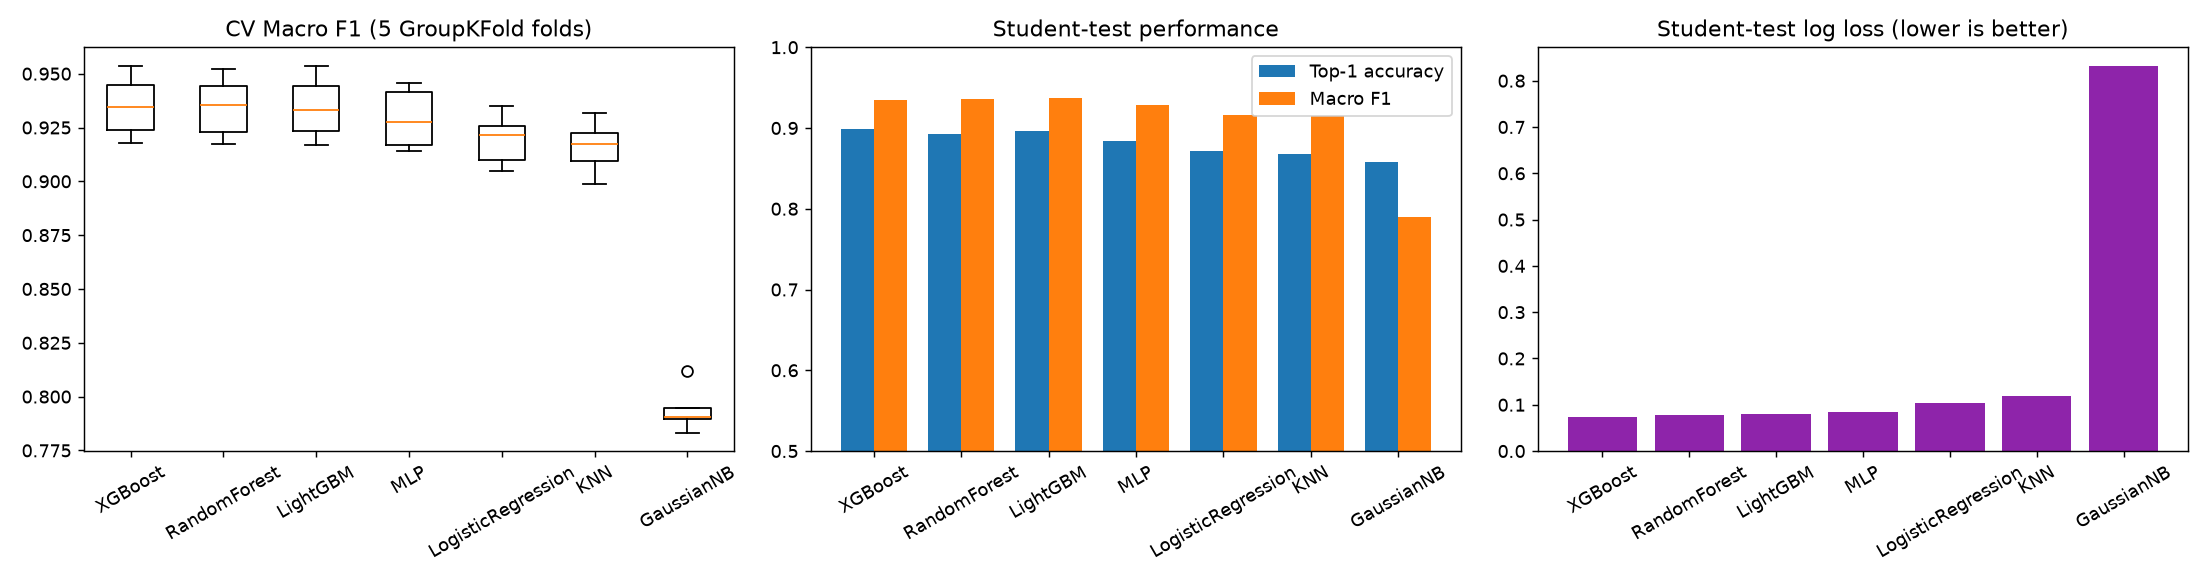 CV Macro F1 (5 GroupKFold folds)
0.950
0.925
0.900
0.875
0.850
0.825
0.800
0.775
XGBoost
RandomForest
LightGBM
MLP
LogisticRegression
KNN
GaussianNB
Student-test performance
Top-1 accuracy
Macro F1
1.0
0.9
0.8
0.7
0.6
0.5
XGBoost
RandomForest
LightGBM
MLP
LogisticRegression
KNN
GaussianNB
Student-test log loss (lower is better)
0.8
0.7
0.6
0.5
0.4
0.3
0.2
0.1
0.0
XGBoost
RandomForest
LightGBM
MLP
LogisticRegression
KNN
GaussianNB